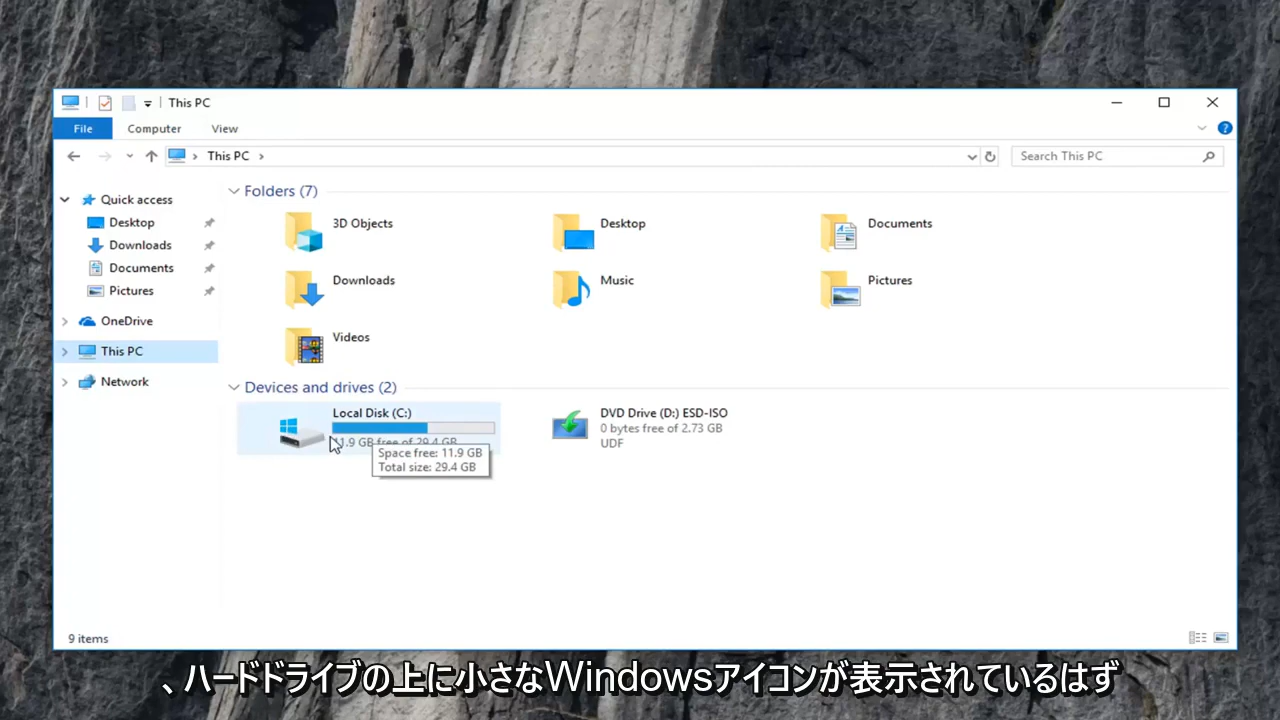 This PC
File Computer View
This PC
Search This PC
Quick access
Desktop
Downloads
Documents
Pictures
OneDrive
This PC
Network
Folders (7)
3D Objects
Desktop
Documents
Downloads
Music
Pictures
Videos
Devices and drives (2)
Local Disk (C:)
11.9 GB free of 29.4 GB
Space free: 11.9 GB
Total size: 29.4 GB
DVD Drive (D:) ESD-ISO
0 bytes free of 2.73 GB
UDF
9 items
、ハードドライブの上に小さなWindowsアイコンが表示されているはず